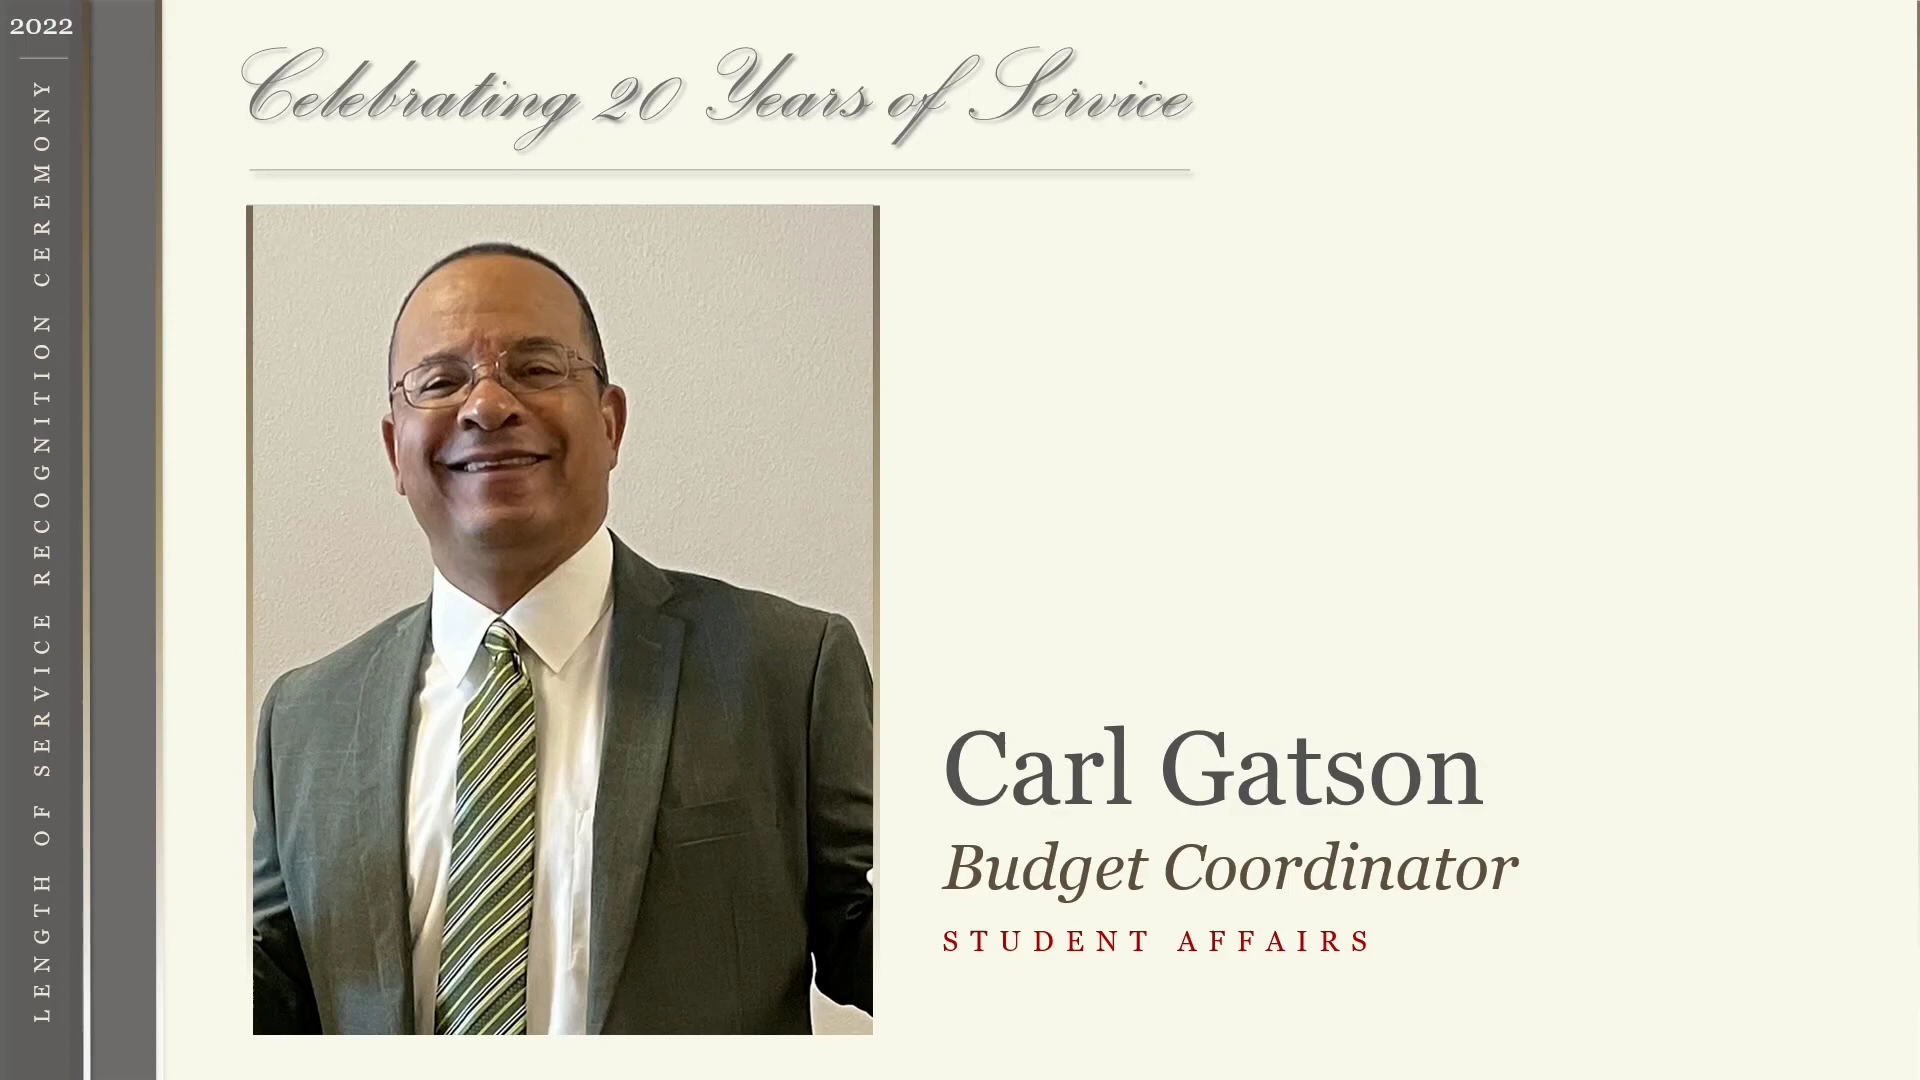 2022
LENGTH OF SERVICE RECOGNITION CEREMONY
Celebrating 20 Years of Service
Carl Gatson
Budget Coordinator
STUDENT AFFAIRS